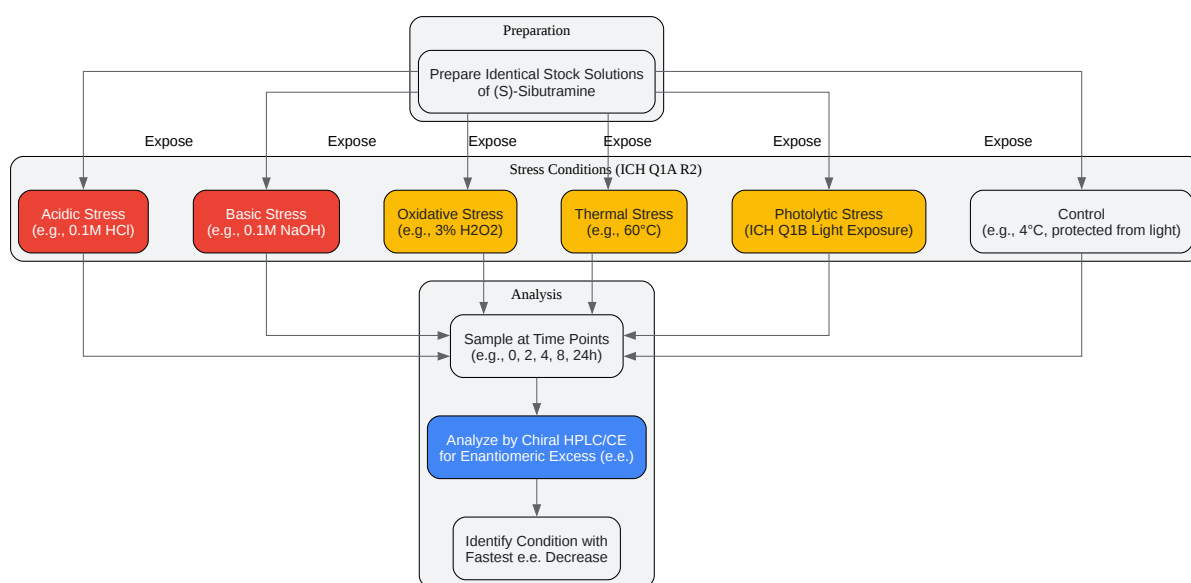 Preparation
Prepare Identical Stock Solutions
of (S)-Sibutramine
Expose
Expose
Expose
Expose
Expose
Expose
Stress Conditions (ICH Q1A R2)
Acidic Stress
(e.g., 0.1M HCl)
Basic Stress
(e.g., 0.1M NaOH)
Oxidative Stress
(e.g., 3% H2O2)
Thermal Stress
(e.g., 60°C)
Photolytic Stress
(ICH Q1B Light Exposure)
Control
(e.g., 4°C, protected from light)
Analysis
Sample at Time Points
(e.g., 0, 2, 4, 8, 24h)
Analyze by Chiral HPLC/CE
for Enantiomeric Excess (e.e.)
Identify Condition with
Fastest e.e. Decrease